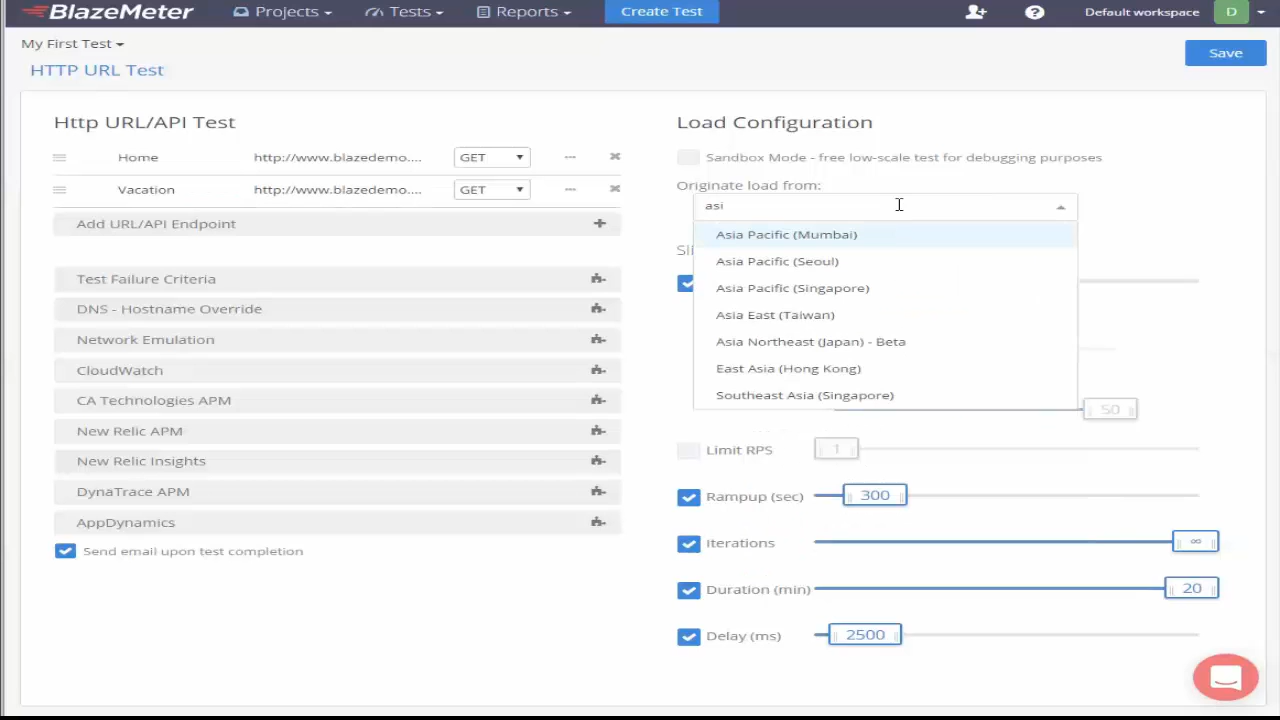 BlazeMeter Projects Tests Reports Create Test Default workspace D
My First Test
Save
HTTP URL Test
Http URL/API Test
Home http://www.blazedemo.... GET
Vacation http://www.blazedemo.... GET
Add URL/API Endpoint
Test Failure Criteria
DNS - Hostname Override
Network Emulation
CloudWatch
CA Technologies APM
New Relic APM
New Relic Insights
DynaTrace APM
AppDynamics
Send email upon test completion
Load Configuration
Sandbox Mode - free low-scale test for debugging purposes
Originate load from:
asi
Asia Pacific (Mumbai)
Asia Pacific (Seoul)
Asia Pacific (Singapore)
Asia East (Taiwan)
Asia Northeast (Japan) - Beta
East Asia (Hong Kong)
Southeast Asia (Singapore)
50
Limit RPS 1
Rampup (sec) 300
Iterations ∞
Duration (min) 20
Delay (ms) 2500